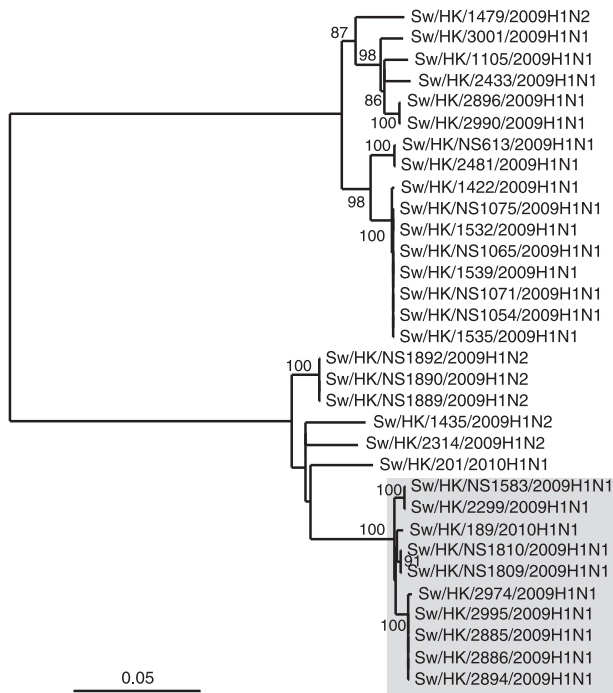 Sw/HK/1479/2009H1N2
87
Sw/HK/3001/2009H1N1
98
Sw/HK/1105/2009H1N1
Sw/HK/2433/2009H1N1
86
Sw/HK/2896/2009H1N1
100
Sw/HK/2990/2009H1N1
100
Sw/HK/NS613/2009H1N1
Sw/HK/2481/2009H1N1
98
Sw/HK/1422/2009H1N1
Sw/HK/NS1075/2009H1N1
100
Sw/HK/1532/2009H1N1
Sw/HK/NS1065/2009H1N1
Sw/HK/1539/2009H1N1
Sw/HK/NS1071/2009H1N1
Sw/HK/NS1054/2009H1N1
Sw/HK/1535/2009H1N1
100
Sw/HK/NS1892/2009H1N2
Sw/HK/NS1890/2009H1N2
Sw/HK/NS1889/2009H1N2
Sw/HK/1435/2009H1N2
Sw/HK/2314/2009H1N2
Sw/HK/201/2010H1N1
100
Sw/HK/NS1583/2009H1N1
Sw/HK/2299/2009H1N1
100
Sw/HK/189/2010H1N1
Sw/HK/NS1810/2009H1N1
91
Sw/HK/NS1809/2009H1N1
Sw/HK/2974/2009H1N1
Sw/HK/2995/2009H1N1
100
Sw/HK/2885/2009H1N1
Sw/HK/2886/2009H1N1
Sw/HK/2894/2009H1N1
0.05